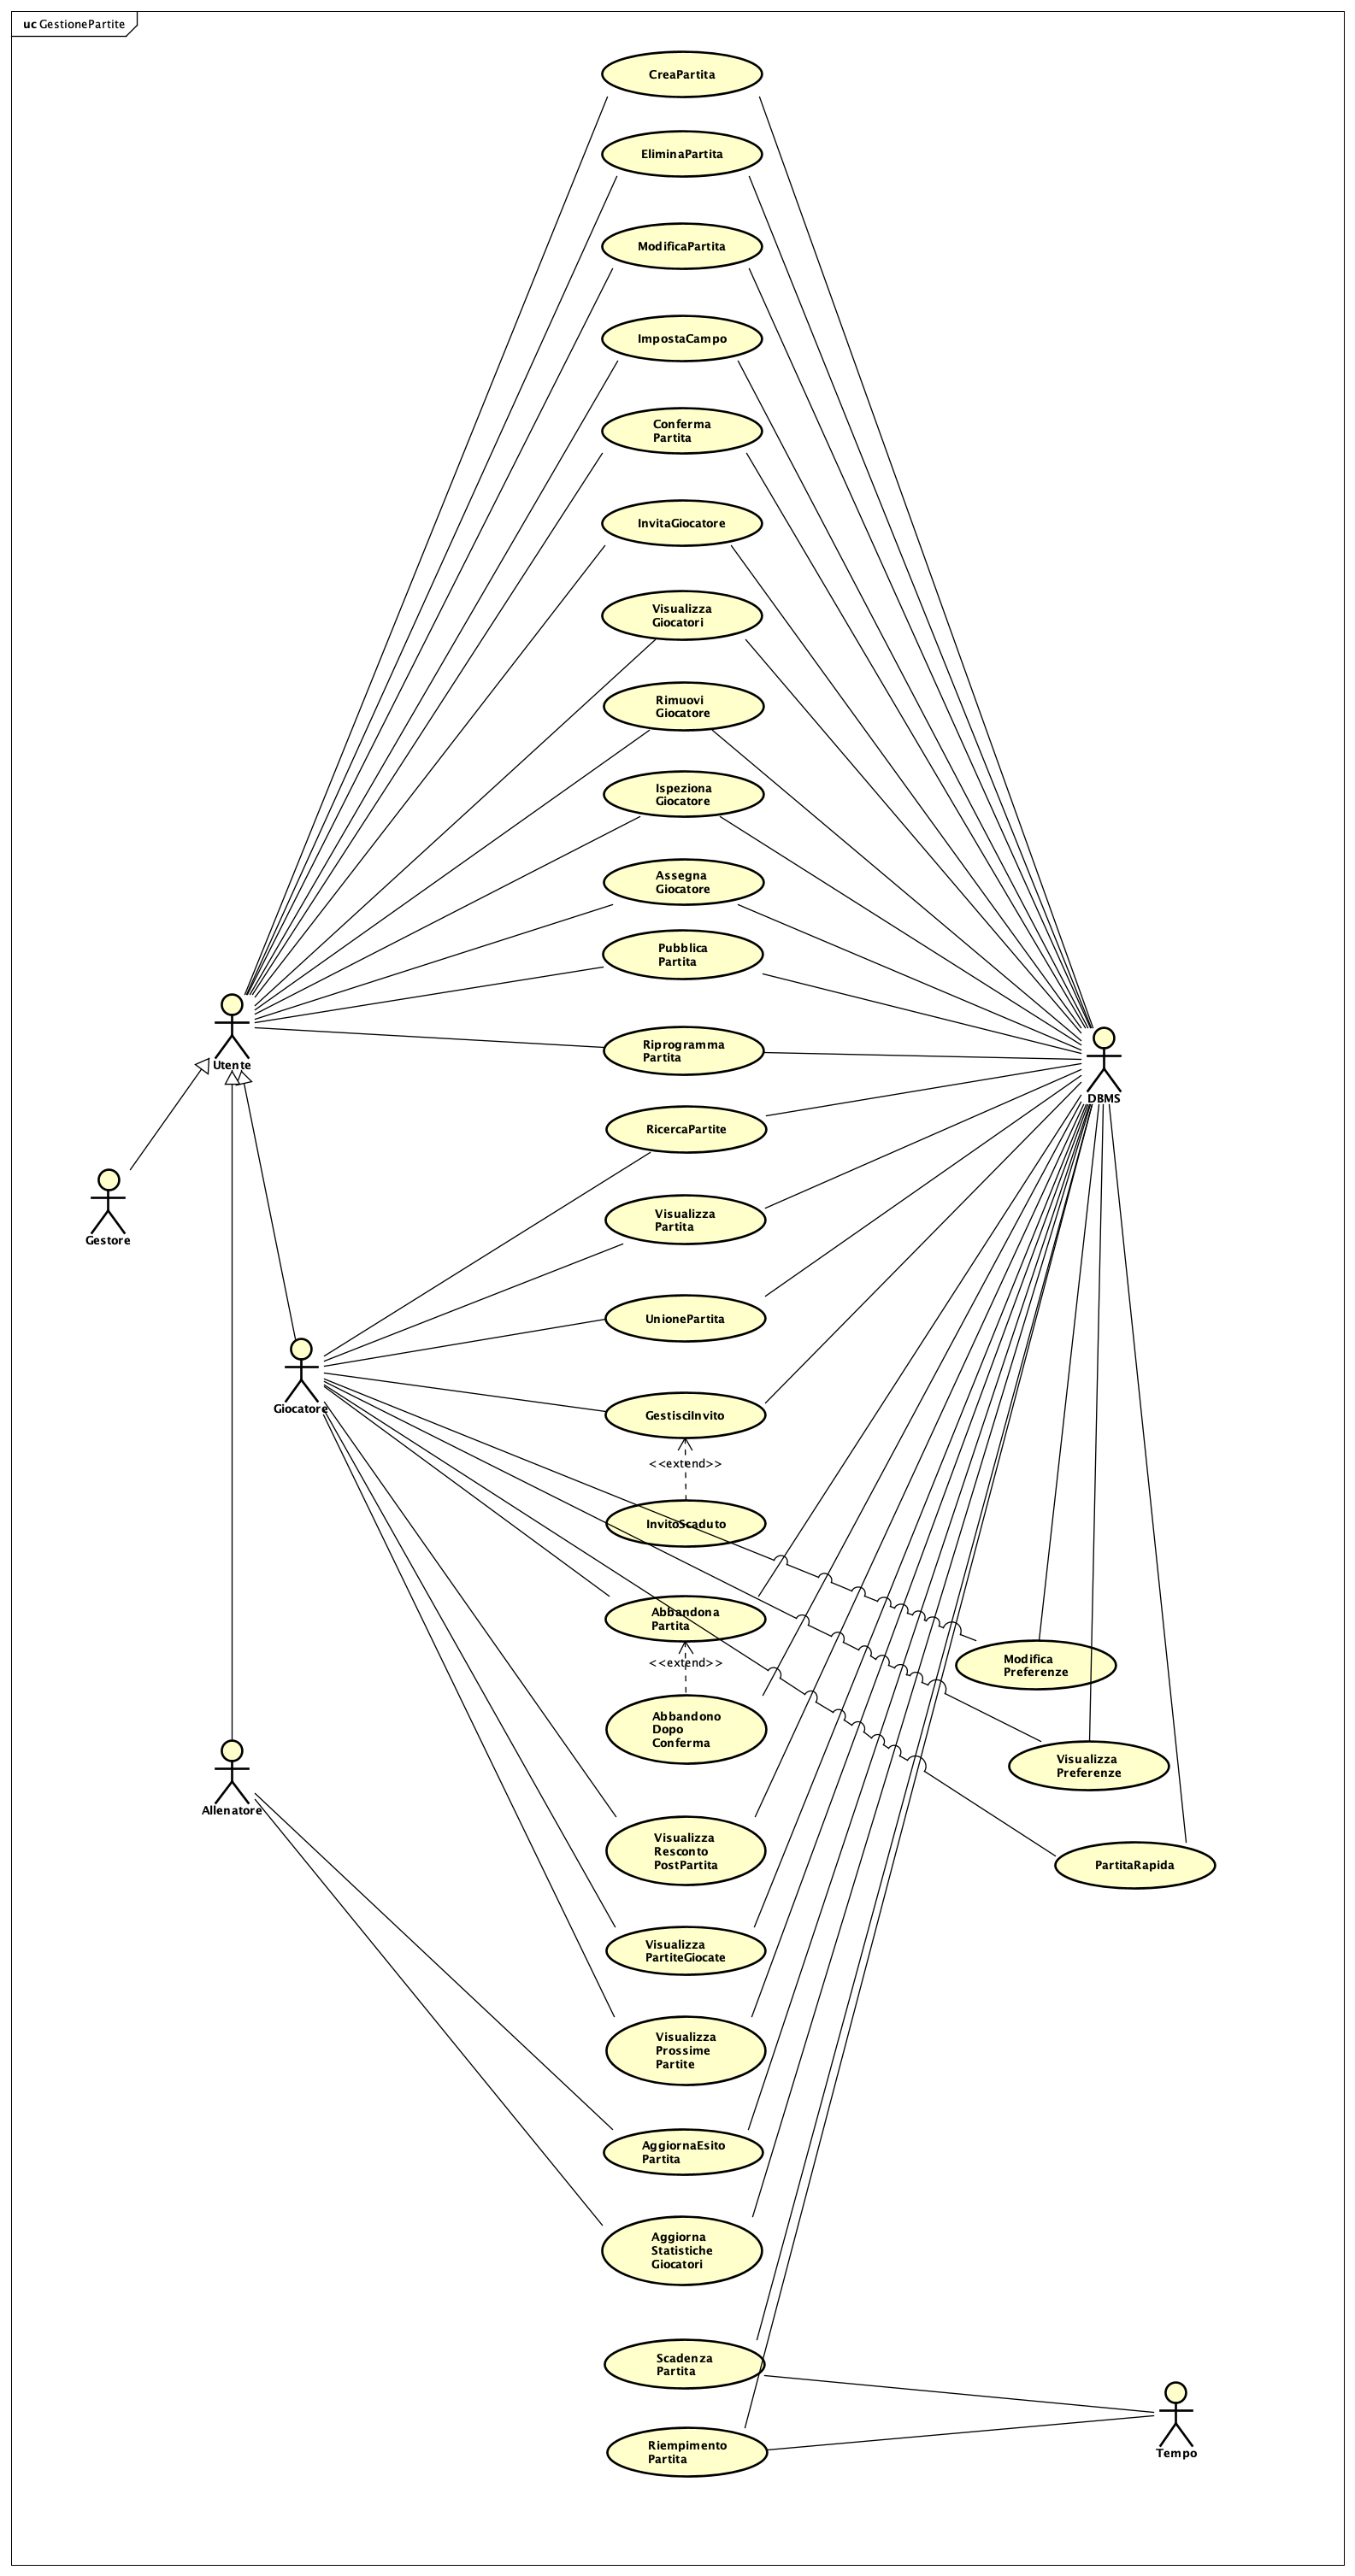 uc GestionePartite
CreaPartita
EliminaPartita
ModificaPartita
ImpostaCampo
Conferma
Partita
InvitaGiocatore
Visualizza
Giocatori
Rimuovi
Giocatore
Ispeziona
Giocatore
Assegna
Giocatore
Pubblica
Partita
Utente
Riprogramma
Partita
DBMS
RicercaPartite
Gestore
Visualizza
Partita
UnionePartita
Giocatore
GestisciInvito
<<extend>>
InvitoScaduto
Abbandona
Partita
<<extend>>
Modifica
Preferenze
Abbandono
Dopo
Conferma
Visualizza
Preferenze
Allenatore
Visualizza
Resconto
PostPartita
PartitaRapida
Visualizza
PartiteGiocate
Visualizza
Prossime
Partite
AggiornaEsito
Partita
Aggiorna
Statistiche
Giocatori
Scadenza
Partita
Riempimento
Partita
Tempo